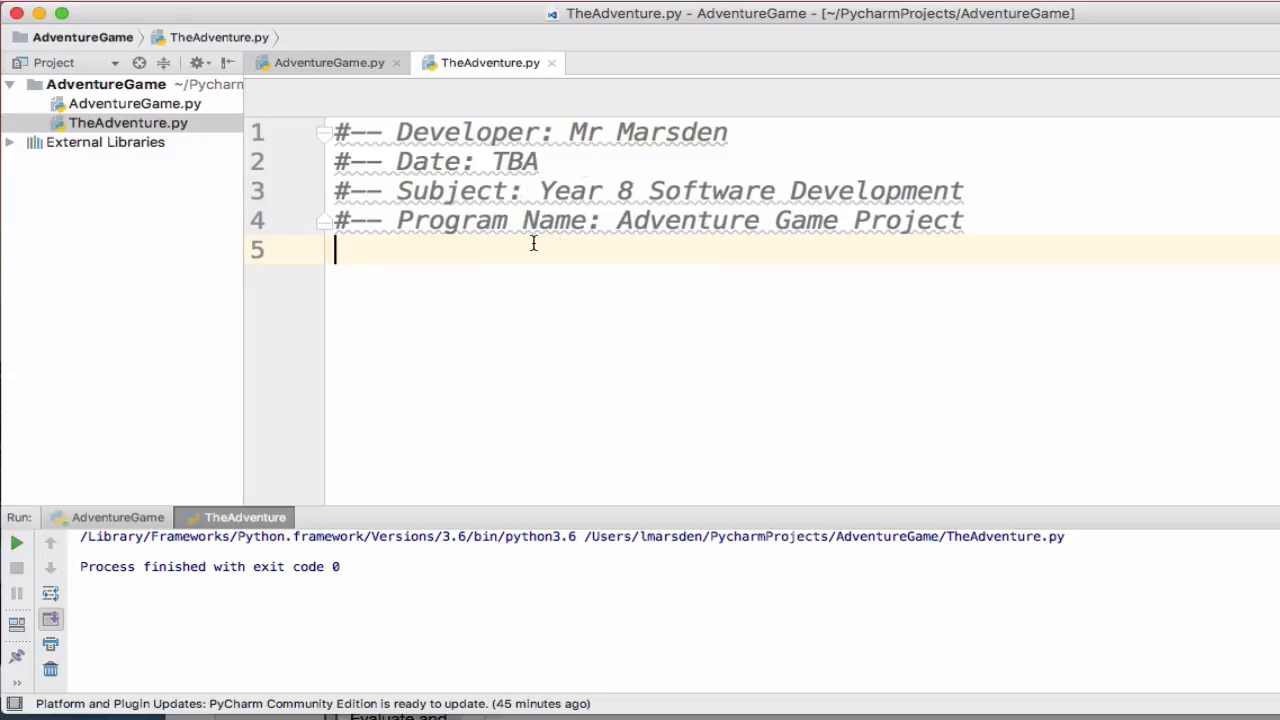 TheAdventure.py - AdventureGame - [~/PycharmProjects/AdventureGame]
AdventureGame TheAdventure.py
Project AdventureGame.py TheAdventure.py
AdventureGame ~/Pycharm
AdventureGame.py
TheAdventure.py
External Libraries
1 #-- Developer: Mr Marsden
2 #-- Date: TBA
3 #-- Subject: Year 8 Software Development
4 #-- Program Name: Adventure Game Project
5
Run: AdventureGame TheAdventure
/Library/Frameworks/Python.framework/Versions/3.6/bin/python3.6 /Users/lmarsden/PycharmProjects/AdventureGame/TheAdventure.py
Process finished with exit code 0
Platform and Plugin Updates: PyCharm Community Edition is ready to update. (45 minutes ago)
Evaluate and